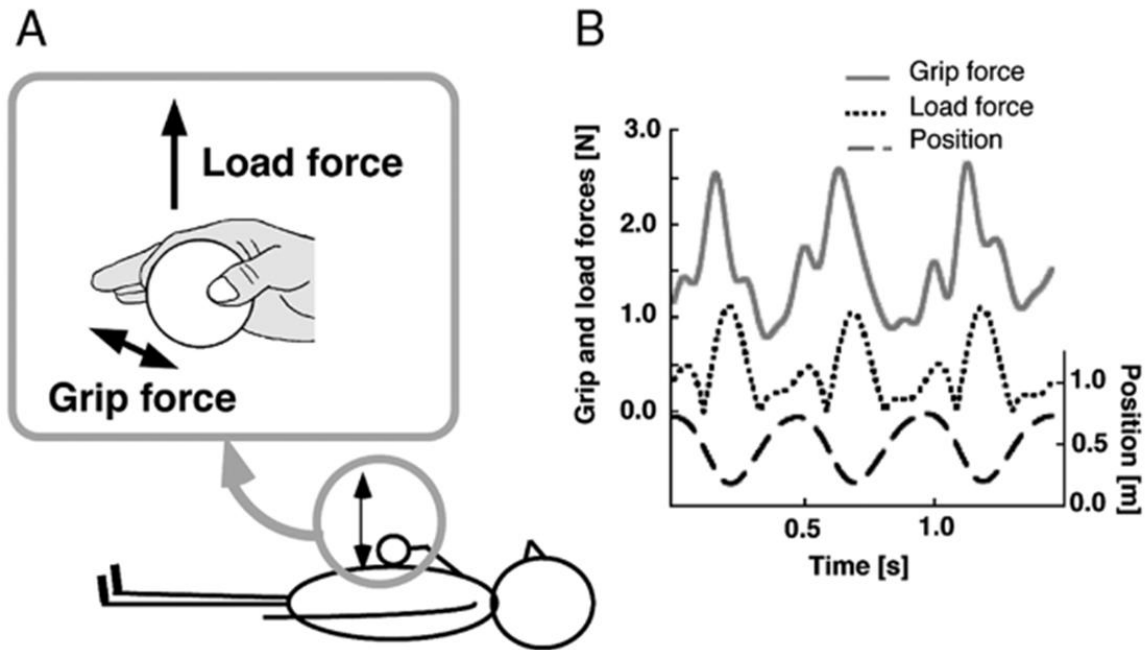 A
Load force
Grip force
B
Grip force
Load force
Position
Grip and load forces [N]
3.0
2.0
1.0
0.0
1.0
0.5
0.0
Position [m]
0.5
1.0
Time [s]